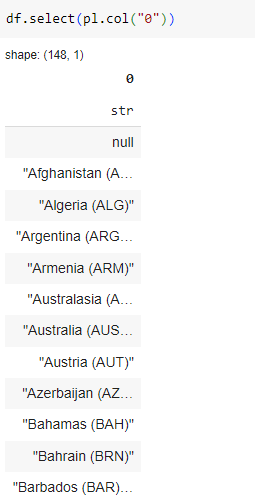 df.select(pl.col("0"))
shape: (148, 1)
0
str
null
"Afghanistan (A…
"Algeria (ALG)"
"Argentina (ARG…
"Armenia (ARM)"
"Australasia (A…
"Australia (AUS…
"Austria (AUT)"
"Azerbaijan (AZ…
"Bahamas (BAH)"
"Bahrain (BRN)"
"Barbados (BAR)…